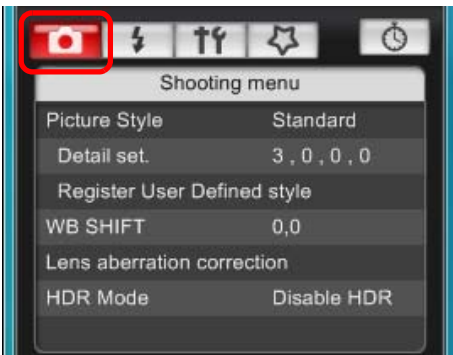 Shooting menu
Picture Style Standard
Detail set. 3 , 0 , 0 , 0
Register User Defined style
WB SHIFT 0,0
Lens aberration correction
HDR Mode Disable HDR